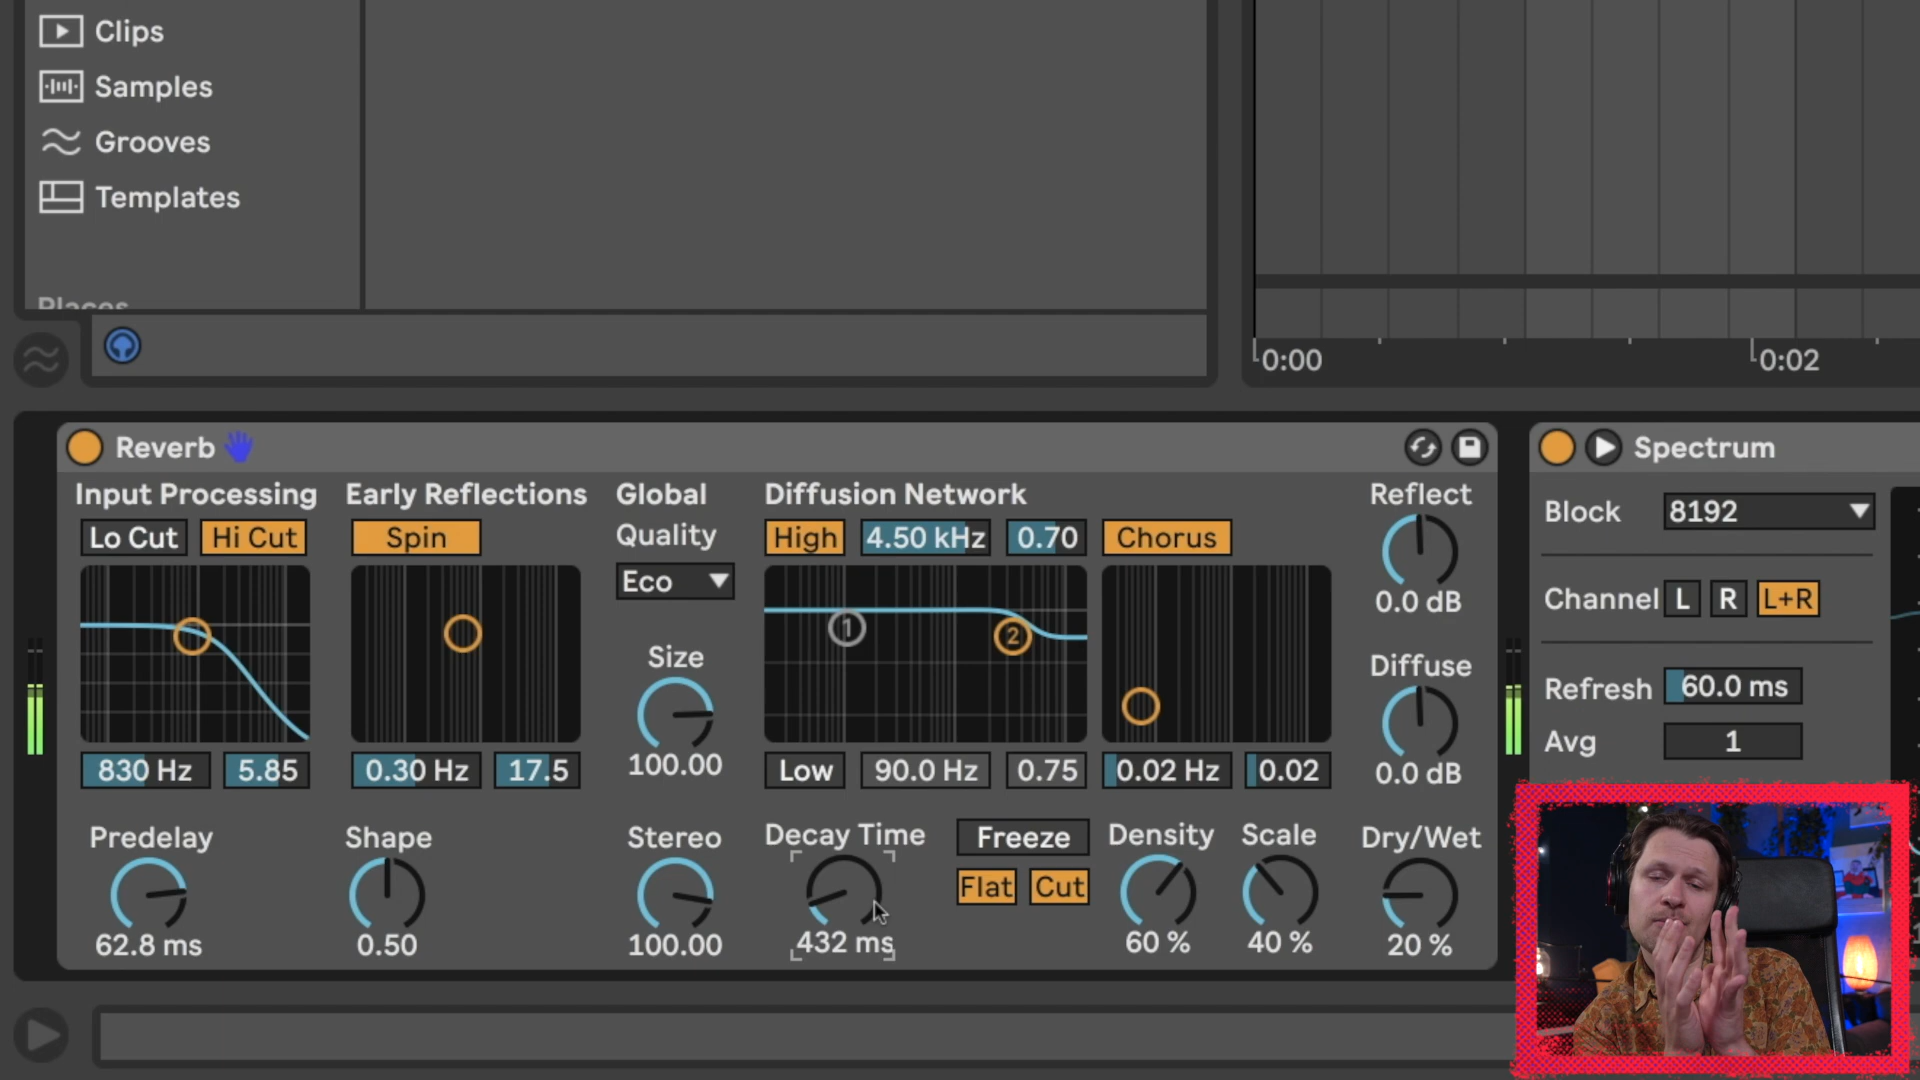 Clips
Samples
Grooves
Templates
Places
0:00
0:02
Reverb
Input Processing
Lo Cut
Hi Cut
830 Hz
5.85
Predelay
62.8 ms
Early Reflections
Spin
0.30 Hz
17.5
Shape
0.50
Global
Quality
Eco
Size
100.00
Stereo
100.00
Diffusion Network
High
4.50 kHz
0.70
1
2
Low
90.0 Hz
0.75
Decay Time
432 ms
Freeze
Flat
Cut
Chorus
0.02 Hz
0.02
Density
60 %
Scale
40 %
Reflect
0.0 dB
Diffuse
0.0 dB
Dry/Wet
20 %
Spectrum
Block
8192
Channel
L
R
L+R
Refresh
60.0 ms
Avg
1